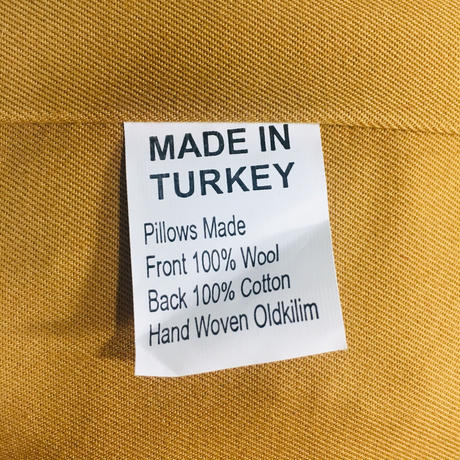 MADE IN
TURKEY
Pillows Made
Front 100% Wool
Back 100% Cotton
Hand Woven Oldkilim